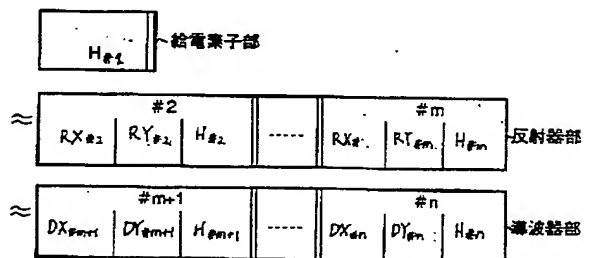 H#1 給電素子部
#2 #m
≈ RX#2 RY#2 H#2 ----- RX#. RY#m H#m 反射器部
#m+1 #n
≈ DX#m+1 DY#m+1 H#m+1 ----- DX#n DY#n H#n 導波器部